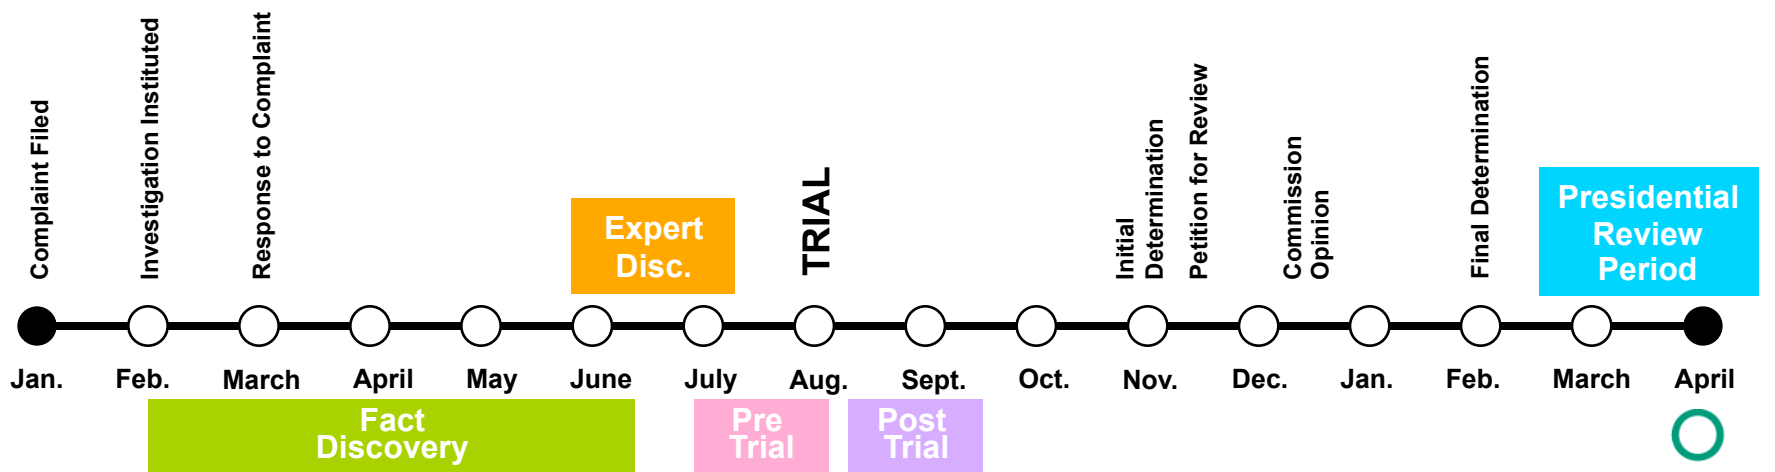 Complaint Filed
Investigation Instituted
Response to Complaint
Expert
Disc.
TRIAL
Initial
Determination
Petition for Review
Commission
Opinion
Final Determination
Presidential
Review
Period
Jan.
Feb.
March
April
May
June
July
Aug.
Sept.
Oct.
Nov.
Dec.
Jan.
Feb.
March
April
Fact
Discovery
Pre
Trial
Post
Trial